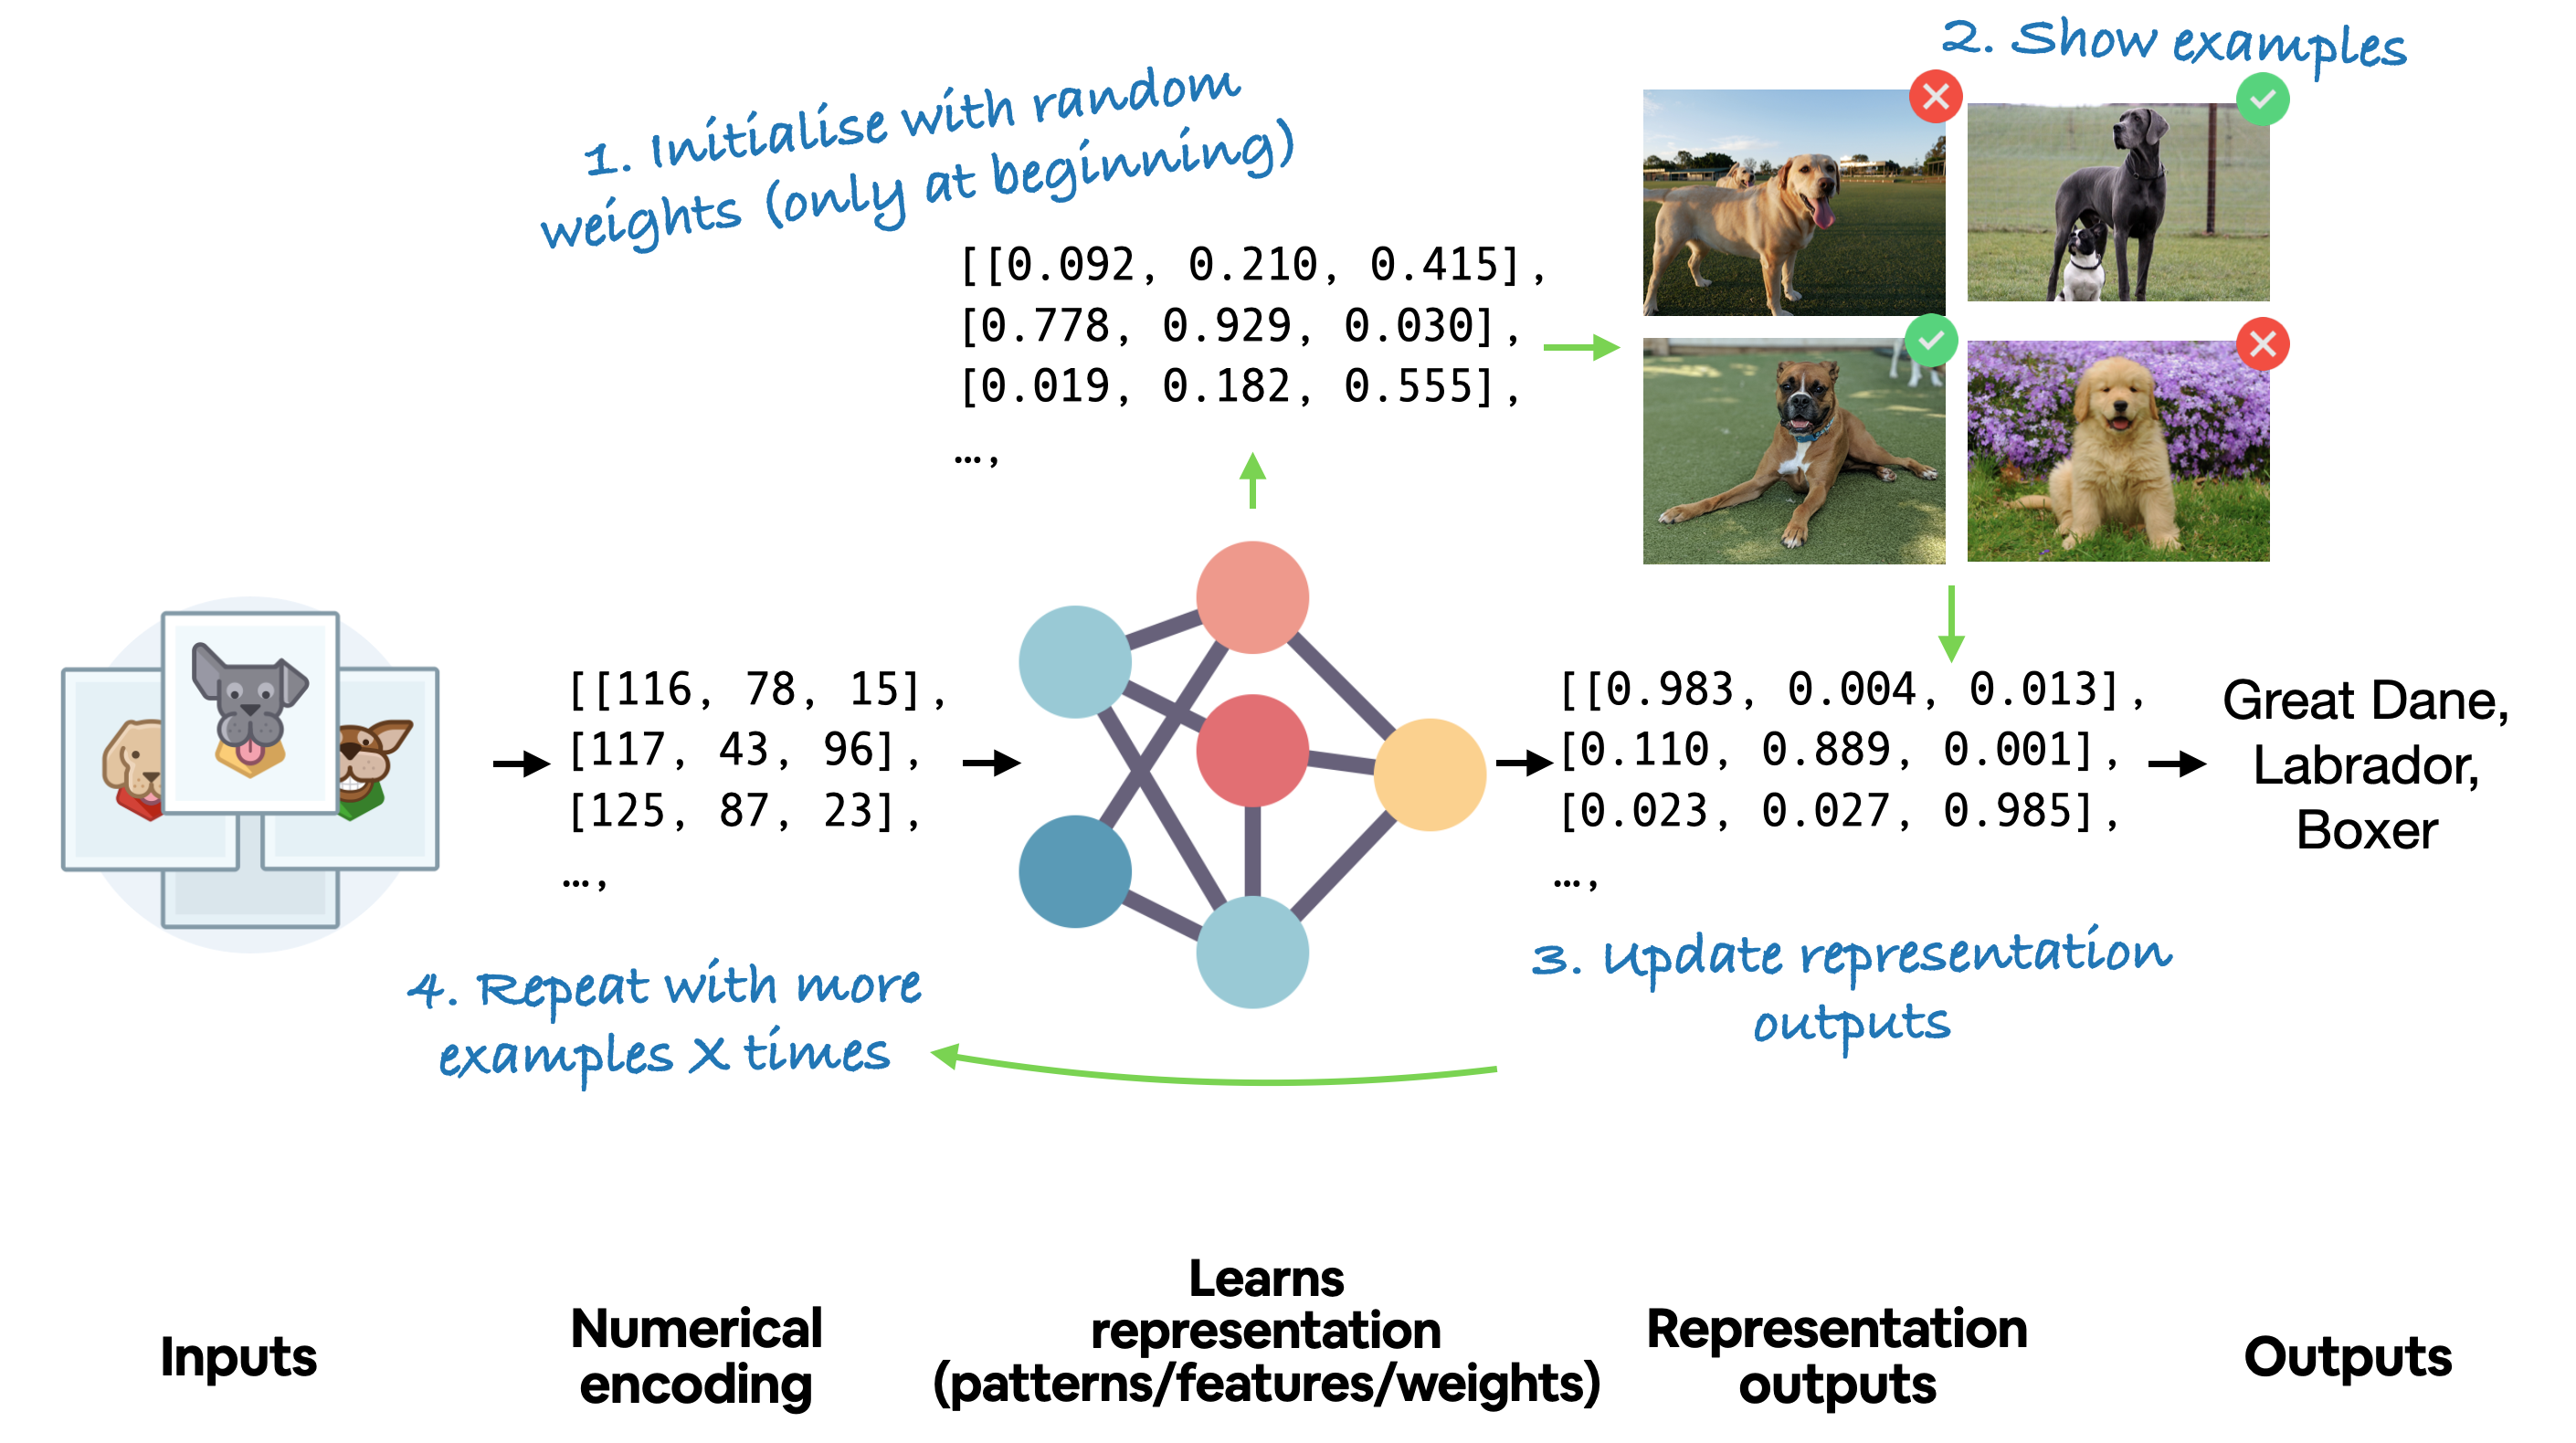 2. Show examples
1. Initialise with random
weights (only at beginning)
[[0.092, 0.210, 0.415],
[0.778, 0.929, 0.030],
[0.019, 0.182, 0.555],
…,
[[116, 78, 15],
[117, 43, 96],
[125, 87, 23],
…,
[[0.983, 0.004, 0.013],
[0.110, 0.889, 0.001],
[0.023, 0.027, 0.985],
…,
Great Dane,
Labrador,
Boxer
4. Repeat with more
examples X times
3. Update representation
outputs
Inputs
Numerical
encoding
Learns
representation
(patterns/features/weights)
Representation
outputs
Outputs